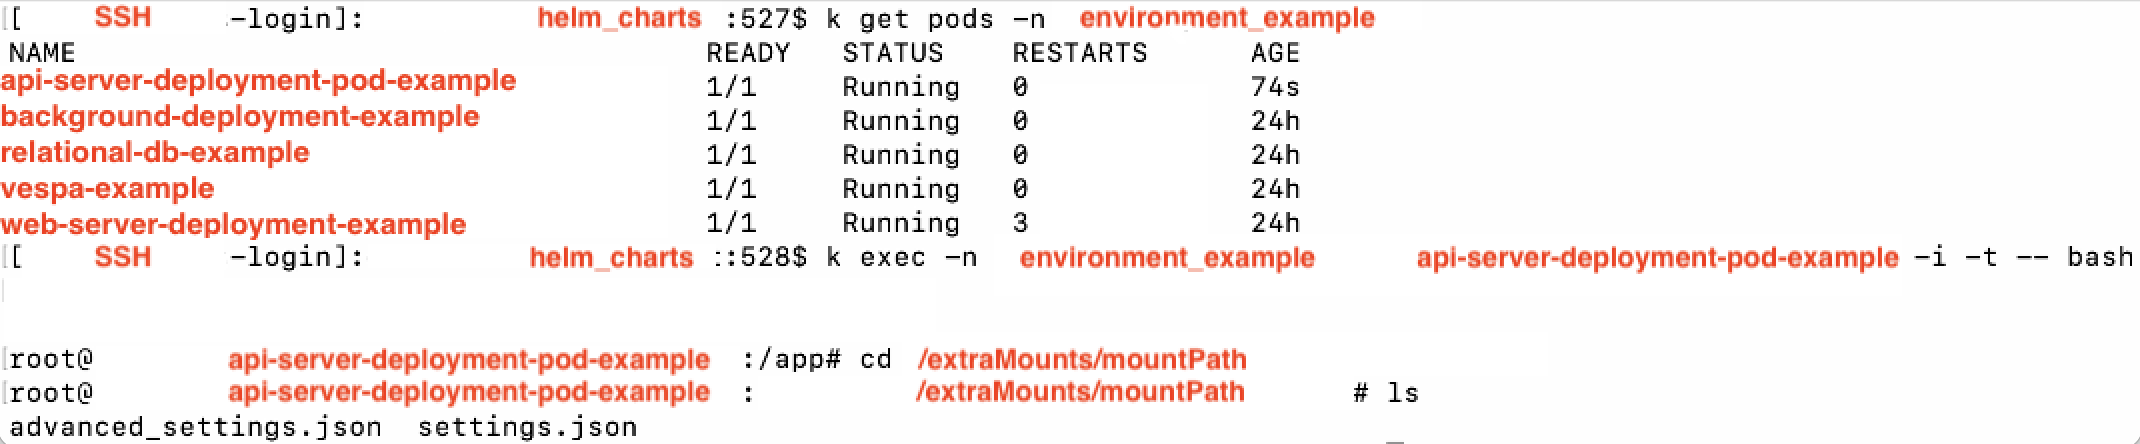 [[ SSH -login]: helm_charts :527$ k get pods -n environment_example
NAME READY STATUS RESTARTS AGE
api-server-deployment-pod-example 1/1 Running 0 74s
background-deployment-example 1/1 Running 0 24h
relational-db-example 1/1 Running 0 24h
vespa-example 1/1 Running 0 24h
web-server-deployment-example 1/1 Running 3 24h
[[ SSH -login]: helm_charts ::528$ k exec -n environment_example api-server-deployment-pod-example -i -t -- bash
[root@ api-server-deployment-pod-example :/app# cd /extraMounts/mountPath
[root@ api-server-deployment-pod-example : /extraMounts/mountPath # ls
advanced_settings.json settings.json